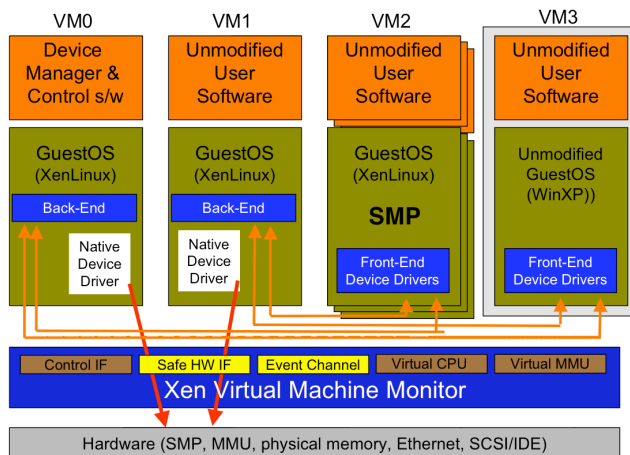 VM0
VM1
VM2
VM3
Device
Manager &
Control s/w
Unmodified
User
Software
Unmodified
User
Software
Unmodified
User
Software
GuestOS
(XenLinux)
Back-End
Native
Device
Driver
GuestOS
(XenLinux)
Back-End
Native
Device
Driver
GuestOS
(XenLinux)
SMP
Front-End
Device Drivers
Unmodified
GuestOS
(WinXP))
Front-End
Device Drivers
Control IF
Safe HW IF
Event Channel
Virtual CPU
Virtual MMU
Xen Virtual Machine Monitor
Hardware (SMP, MMU, physical memory, Ethernet, SCSI/IDE)